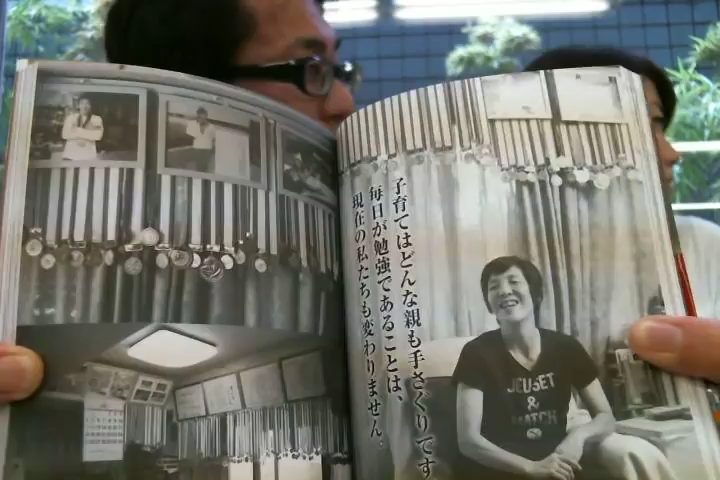 子育てはどんな親も手さぐりです
毎日が勉強であることは、
現在の私たちも変わりません。
JEUSET
&
MATCH